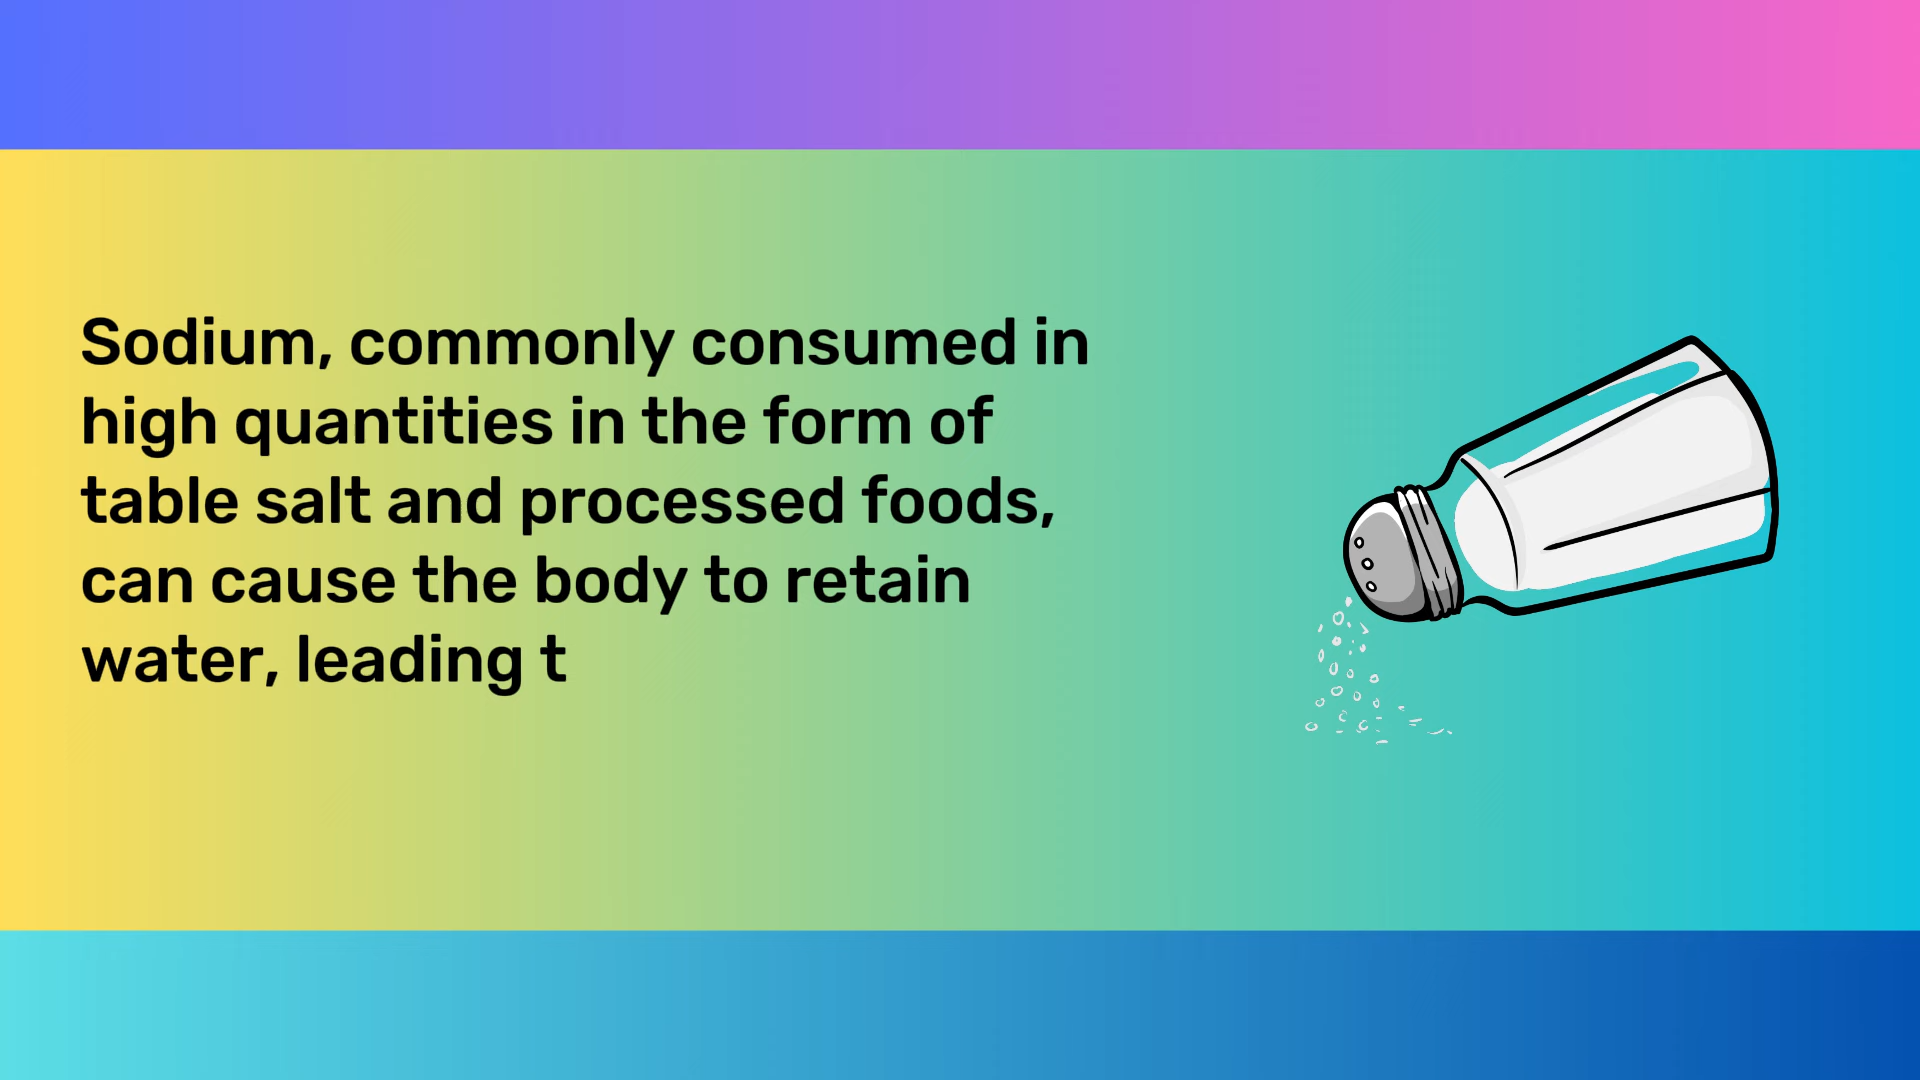 Sodium, commonly consumed in
high quantities in the form of
table salt and processed foods,
can cause the body to retain
water, leading t